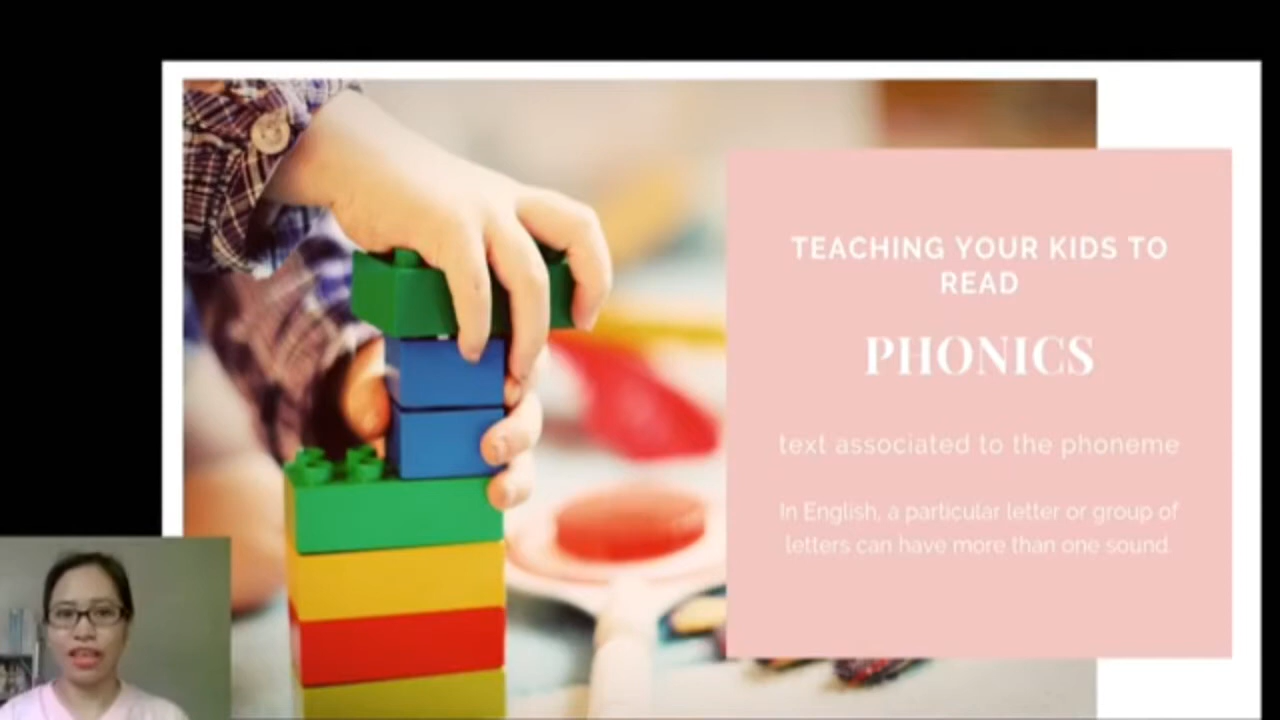 TEACHING YOUR KIDS TO
READ
PHONICS
text associated to the phoneme
In English, a particular letter or group of
letters can have more than one sound.